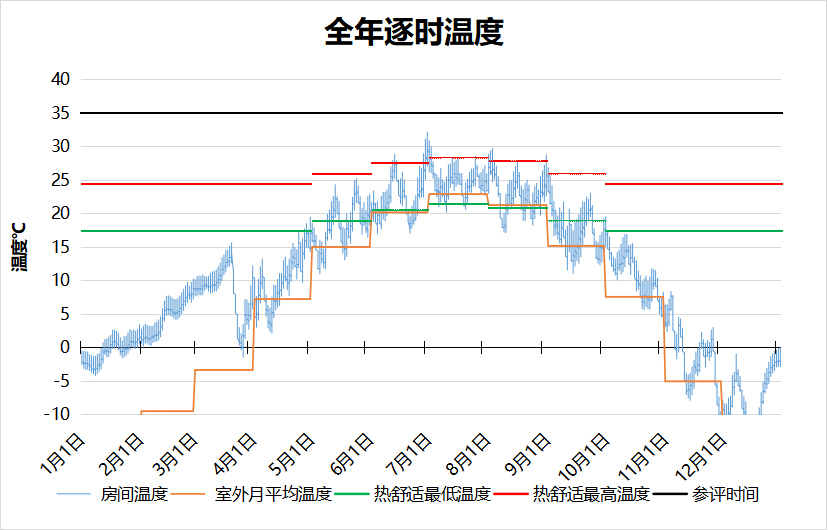 全年逐时温度
40
35
30
25
20
15
10
5
0
-5
-10
温度℃
1月1日
2月1日
3月1日
4月1日
5月1日
6月1日
7月1日
8月1日
9月1日
10月1日
11月1日
12月1日
房间温度 室外月平均温度 热舒适最低温度 热舒适最高温度 参评时间